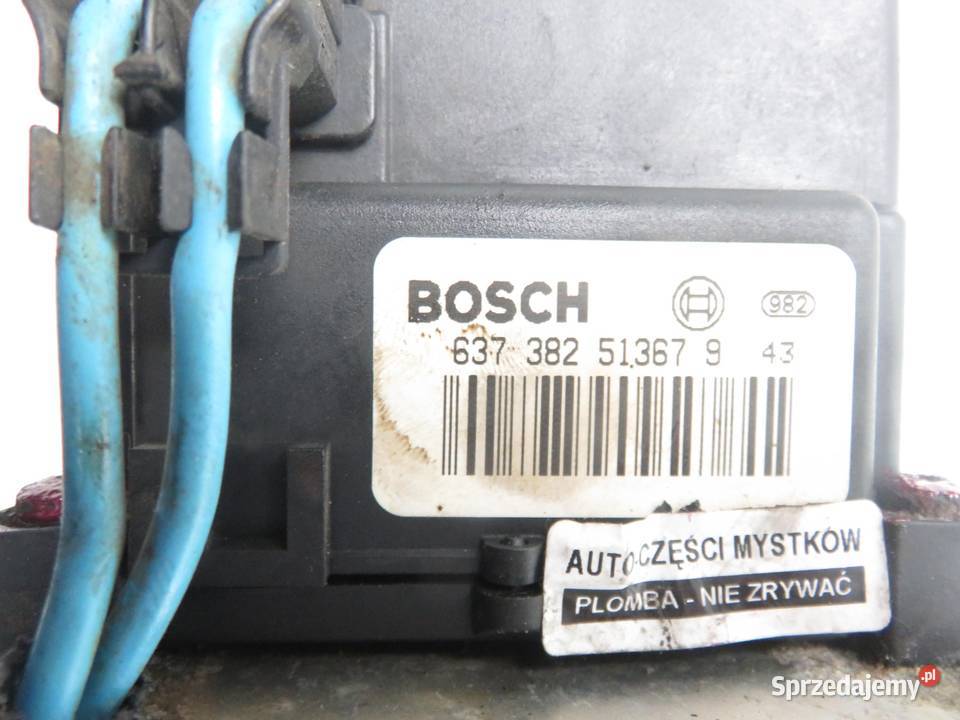 BOSCH
982
637 382 51367 9 43
AUTO-CZĘŚCI MYSTKÓW
PLOMBA - NIE ZRYWAĆ
Sprzedajemy.pl